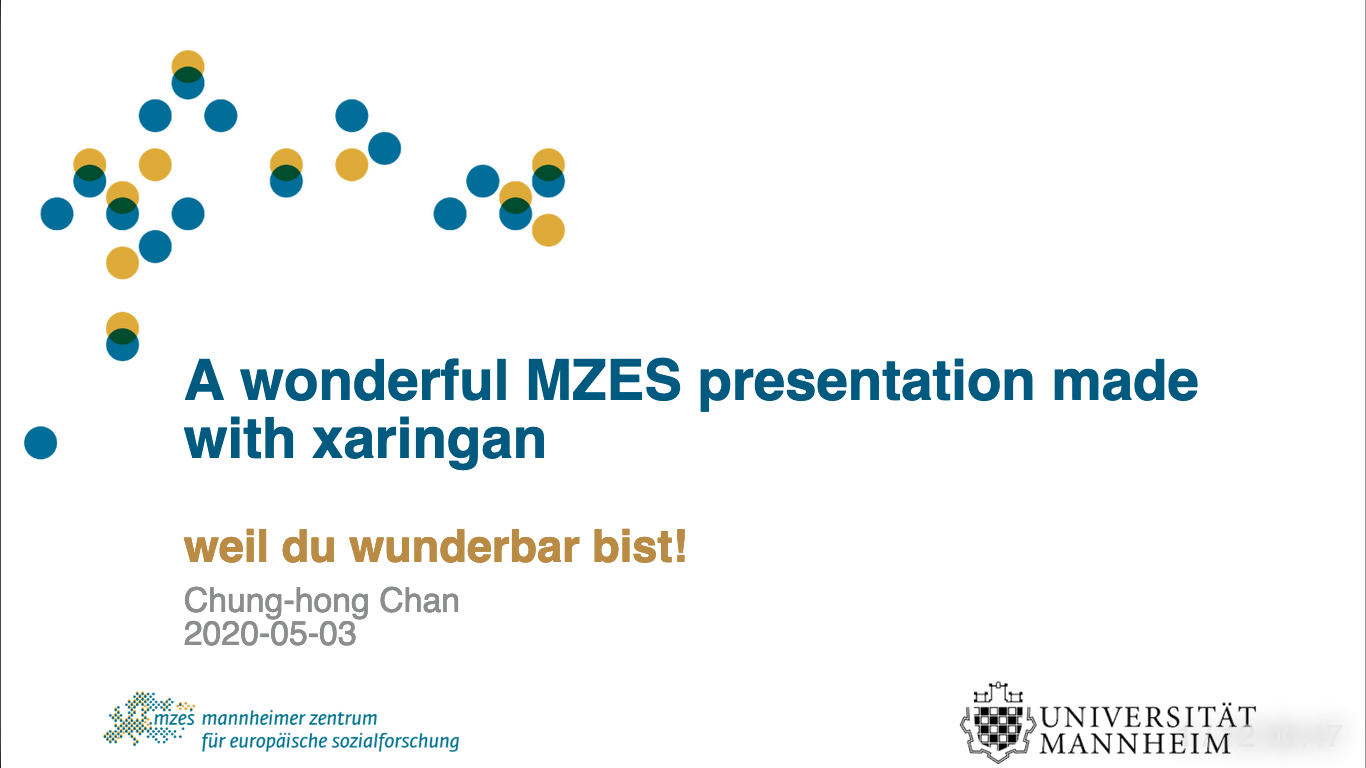 A wonderful MZES presentation made
with xaringan
weil du wunderbar bist!
Chung-hong Chan
2020-05-03
mzes mannheimer zentrum
für europäische sozialforschung
UNIVERSITÄT
MANNHEIM